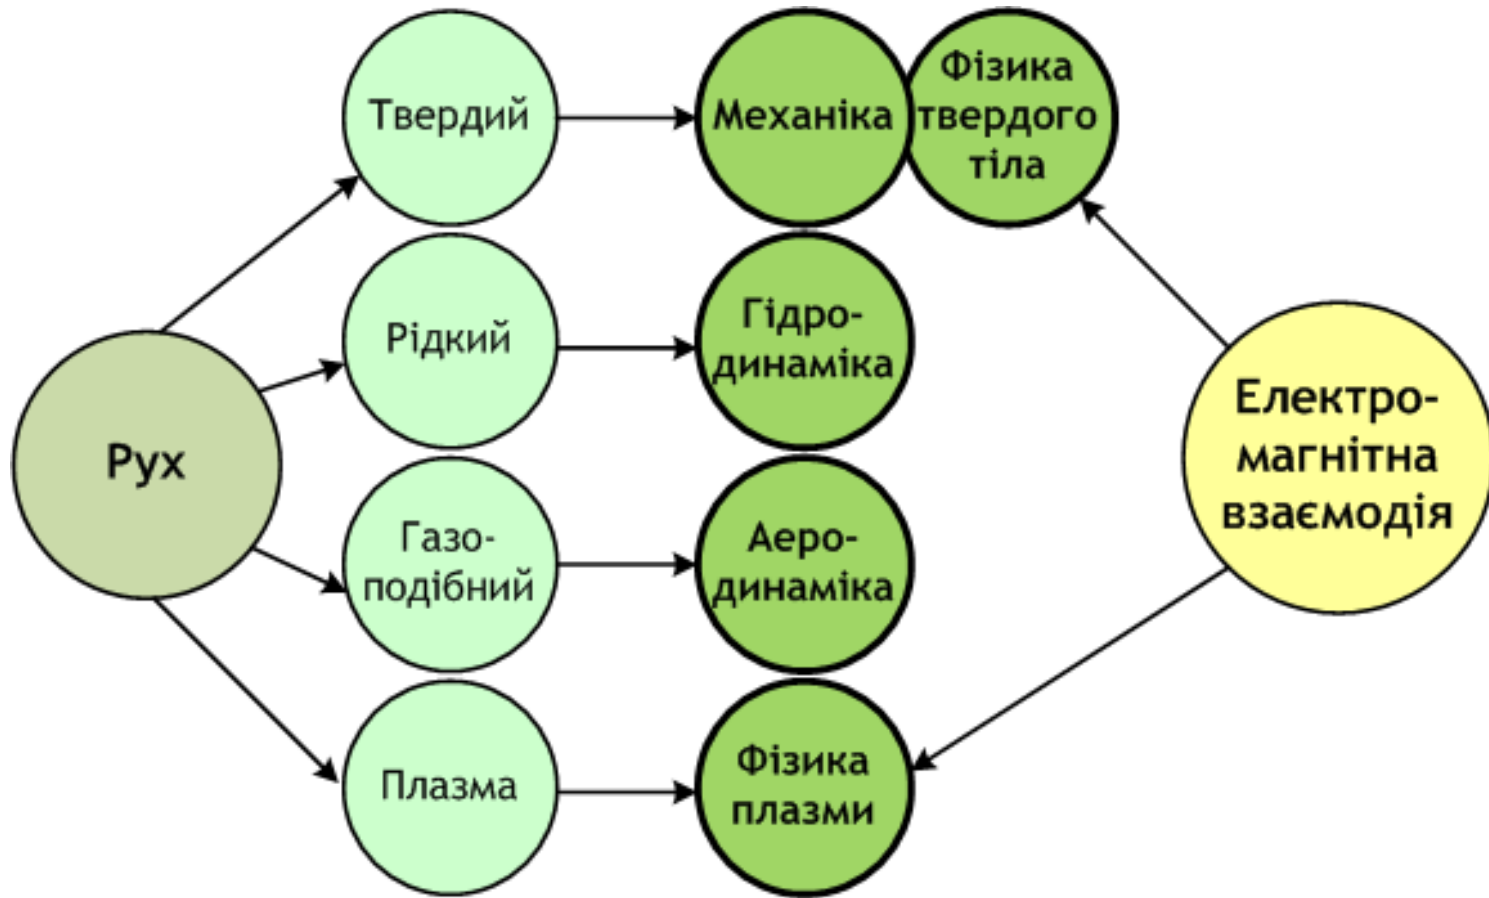 Твердий
Механіка
Фізика
твердого
тіла
Рідкий
Гідро-
динаміка
Рух
Газо-
подібний
Аеро-
динаміка
Електро-
магнітна
взаємодія
Плазма
Фізика
плазми